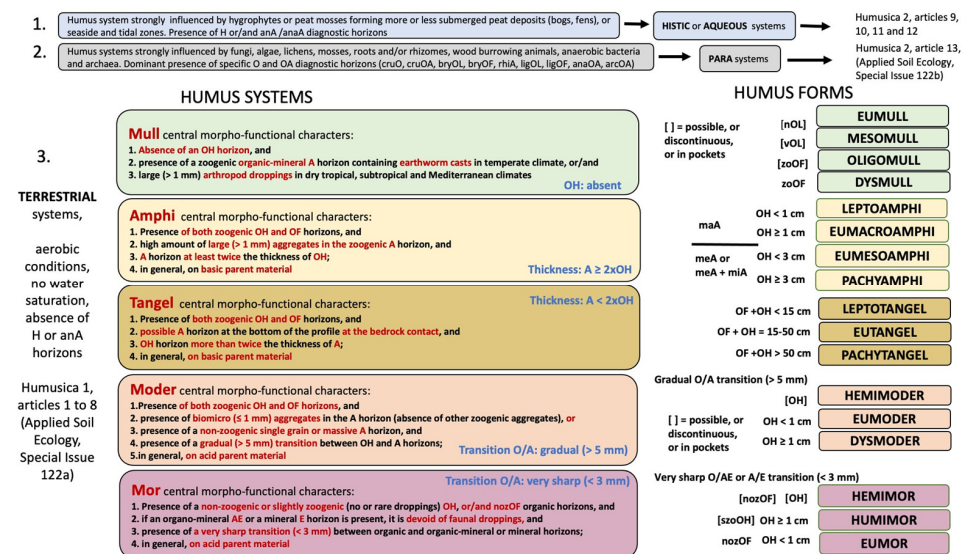 1.
Humus system strongly influenced by hygrophytes or peat mosses forming more or less submerged peat deposits (bogs, fens), or
seaside and tidal zones. Presence of H or/and anA /anaA diagnostic horizons
HISTIC or AQUEOUS systems
Humusica 2, articles 9,
10, 11 and 12
2.
Humus systems strongly influenced by fungi, algae, lichens, mosses, roots and/or rhizomes, wood burrowing animals, anaerobic bacteria
and archaea. Dominant presence of specific O and OA diagnostic horizons (cruO, cruOA, bryOL, bryOF, rhiA, ligOL, ligOF, anaOA, arcOA)
PARA systems
Humusica 2, article 13,
(Applied Soil Ecology,
Special Issue 122b)
HUMUS SYSTEMS
HUMUS FORMS
3.
TERRESTRIAL
systems,
aerobic
conditions,
no water
saturation,
absence of
H or anA
horizons
Humusica 1,
articles 1 to 8
(Applied Soil
Ecology,
Special Issue
122a)
Mull central morpho-functional characters:
1. Absence of an OH horizon, and
2. presence of a zoogenic organic-mineral A horizon containing earthworm casts in temperate climate, or/and
3. large (> 1 mm) arthropod droppings in dry tropical, subtropical and Mediterranean climates
OH: absent
[ ] = possible, or
discontinuous,
or in pockets
[nOL] EUMULL
[vOL] MESOMULL
[zoOF] OLIGOMULL
zoOF DYSMULL
Amphi central morpho-functional characters:
1. Presence of both zoogenic OH and OF horizons, and
2. high amount of large (> 1 mm) aggregates in the zoogenic A horizon, and
3. A horizon at least twice the thickness of OH;
4. in general, on basic parent material
Thickness: A ≥ 2xOH
maA
meA or
meA + miA
OH < 1 cm LEPTOAMPHI
OH ≥ 1 cm EUMACROAMPHI
OH < 3 cm EUMESOAMPHI
OH ≥ 3 cm PACHYAMPHI
Tangel central morpho-functional characters:
Thickness: A < 2xOH
1. Presence of both zoogenic OH and OF horizons, and
2. possible A horizon at the bottom of the profile at the bedrock contact, and
3. OH horizon more than twice the thickness of A;
4. in general, on basic parent material
OF +OH < 15 cm LEPTOTANGEL
OF + OH = 15-50 cm EUTANGEL
OF +OH > 50 cm PACHYTANGEL
Moder central morpho-functional characters:
1.Presence of both zoogenic OH and OF horizons, and
2. presence of biomicro (≤ 1 mm) aggregates in the A horizon (absence of other zoogenic aggregates), or
3. presence of a non-zoogenic single grain or massive A horizon, and
4. presence of a gradual (> 5 mm) transition between OH and A horizons;
5.in general, on acid parent material
Transition O/A: gradual (> 5 mm)
Gradual O/A transition (> 5 mm)
[ ] = possible, or
discontinuous,
or in pockets
[OH] HEMIMODER
OH < 1 cm EUMODER
OH ≥ 1 cm DYSMODER
Transition O/A: very sharp (< 3 mm)
Mor central morpho-functional characters:
1. Presence of a non-zoogenic or slightly zoogenic (no or rare droppings) OH, or/and nozOF organic horizons, and
2. if an organo-mineral AE or a mineral E horizon is present, it is devoid of faunal droppings, and
3. presence of a very sharp transition (< 3 mm) between organic and organic-mineral or mineral horizons;
4. in general, on acid parent material
Very sharp O/AE or A/E transition (< 3 mm)
[nozOF] [OH] HEMIMOR
[szoOH] OH ≥ 1 cm HUMIMOR
nozOF OH < 1 cm EUMOR